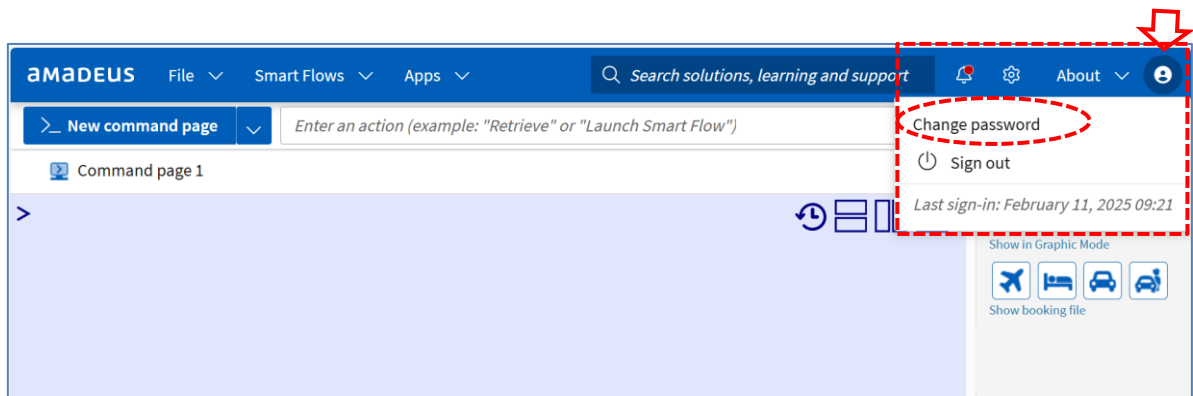 amadeus File Smart Flows Apps Search solutions, learning and support About
>_ New command page Enter an action (example: "Retrieve" or "Launch Smart Flow")
Change password
Command page 1
Sign out
>
Last sign-in: February 11, 2025 09:21
Show in Graphic Mode
Show booking file